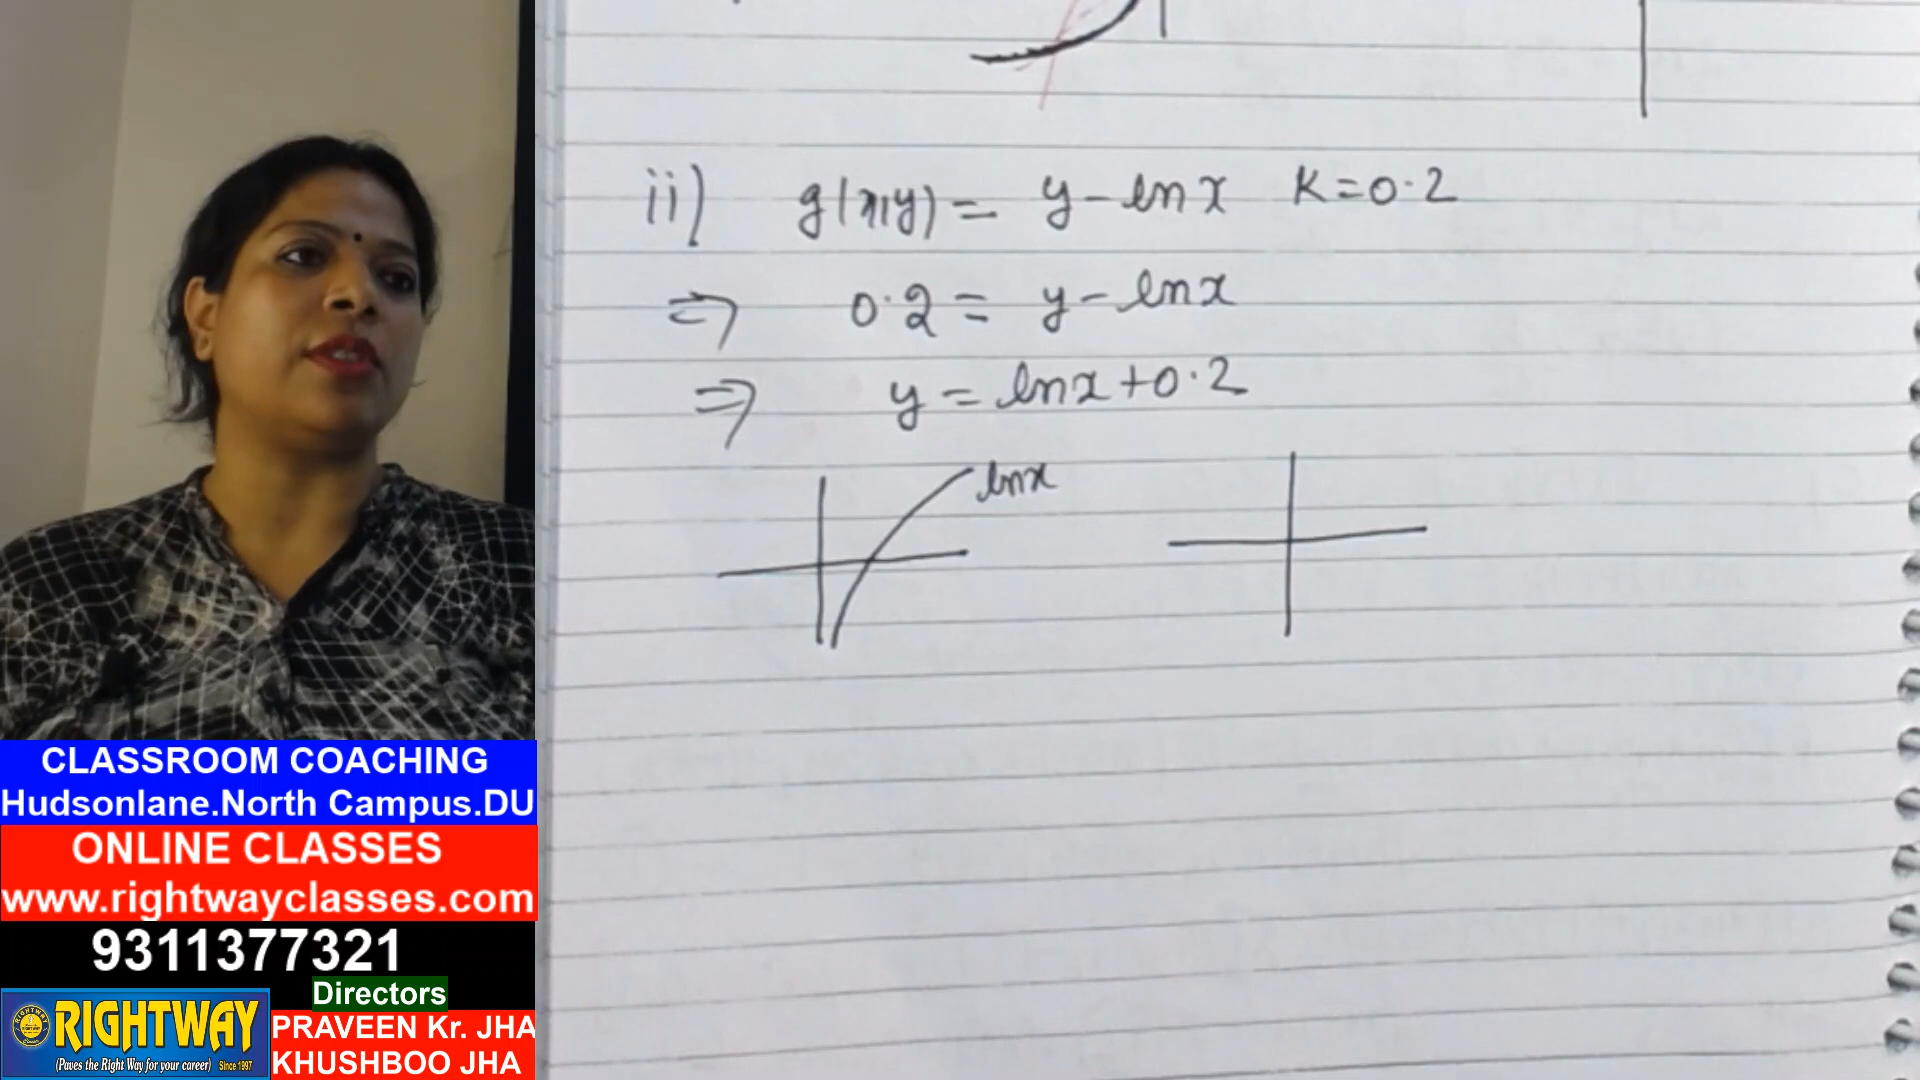 ii) g(x,y) = y - ln x K = 0.2
⇒ 0.2 = y - ln x
⇒ y = ln x + 0.2
ln x
CLASSROOM COACHING
Hudsonlane.North Campus.DU
ONLINE CLASSES
www.rightwayclasses.com
9311377321
Directors
PRAVEEN Kr. JHA
KHUSHBOO JHA
RIGHTWAY
(Paves the Right Way for your career) Since 1997